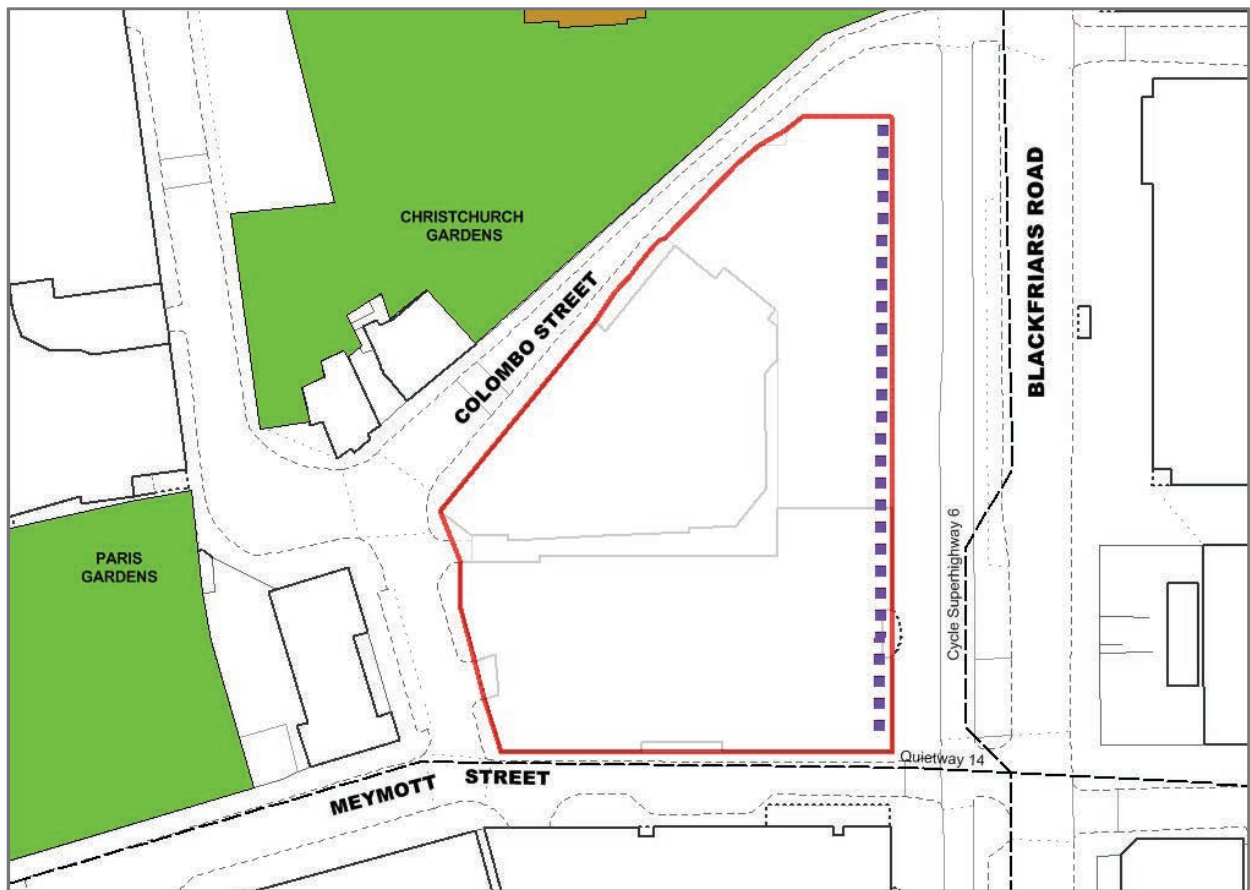 CHRISTCHURCH
GARDENS
COLOMBO STREET
BLACKFRIARS ROAD
PARIS
GARDENS
Cycle Superhighway 6
Quietway 14
MEYMOTT STREET